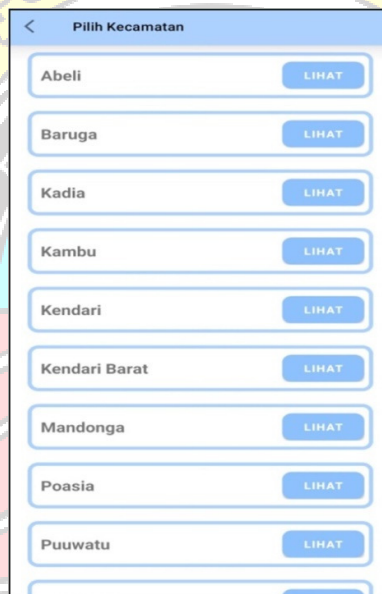 Pilih Kecamatan
Abeli LIHAT
Baruga LIHAT
Kadia LIHAT
Kambu LIHAT
Kendari LIHAT
Kendari Barat LIHAT
Mandonga LIHAT
Poasia LIHAT
Puuwatu LIHAT